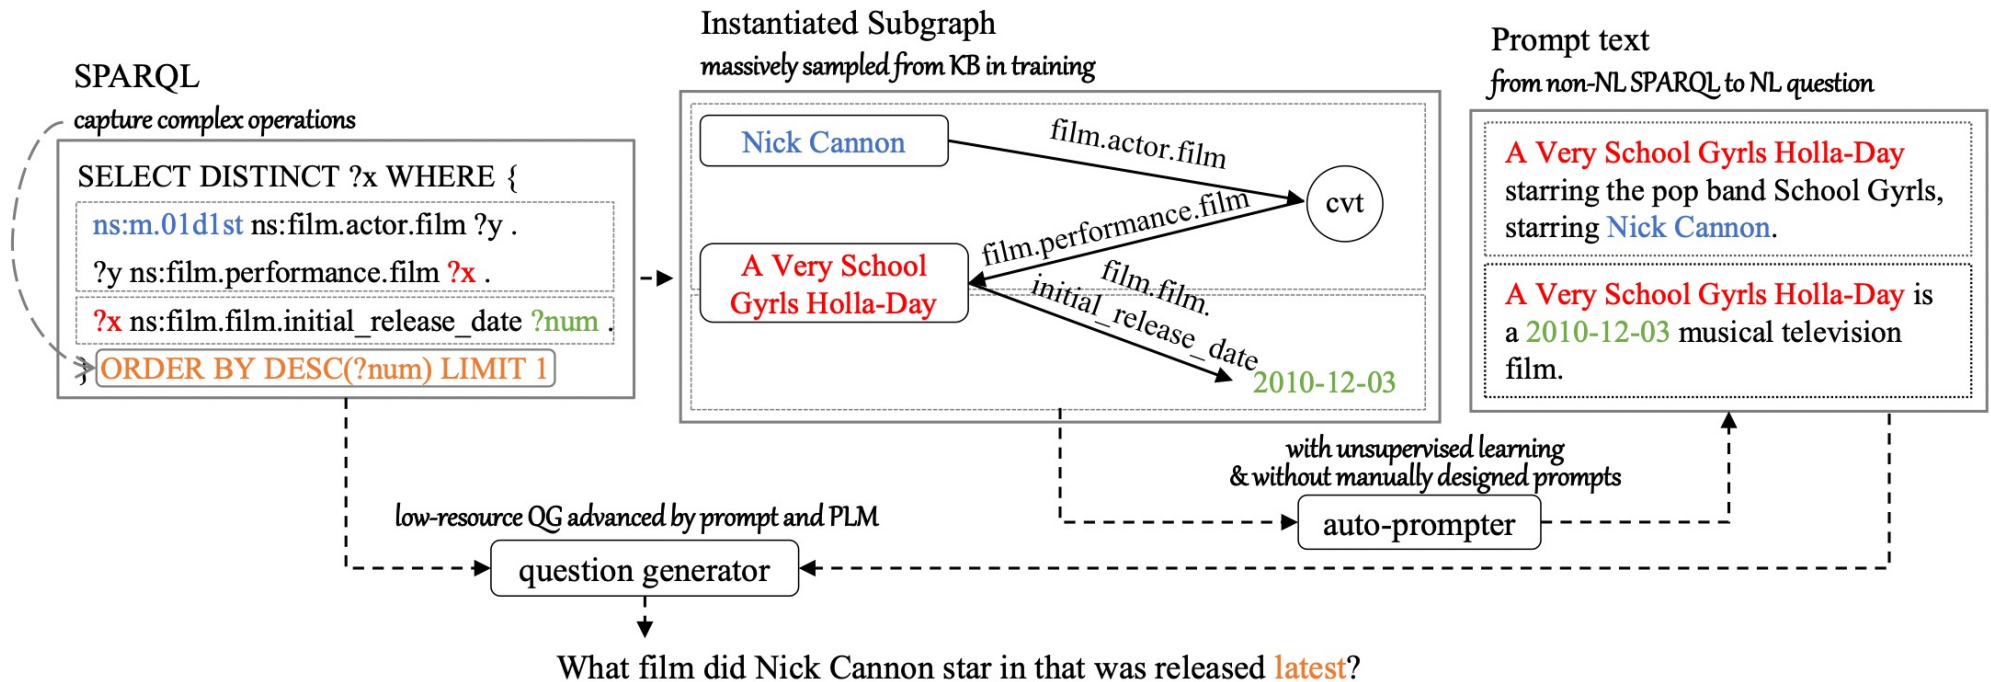 SPARQL
capture complex operations
SELECT DISTINCT ?x WHERE {
ns:m.01d1st ns:film.actor.film ?y .
?y ns:film.performance.film ?x .
?x ns:film.film.initial_release_date ?num .
} ORDER BY DESC(?num) LIMIT 1
Instantiated Subgraph
massively sampled from KB in training
Nick Cannon
film.actor.film
cvt
film.performance.film
A Very School
Gyrls Holla-Day
film.film.
initial_release_date
2010-12-03
Prompt text
from non-NL SPARQL to NL question
A Very School Gyrls Holla-Day
starring the pop band School Gyrls,
starring Nick Cannon.
A Very School Gyrls Holla-Day is
a 2010-12-03 musical television
film.
with unsupervised learning
& without manually designed prompts
auto-prompter
low-resource QG advanced by prompt and PLM
question generator
What film did Nick Cannon star in that was released latest?